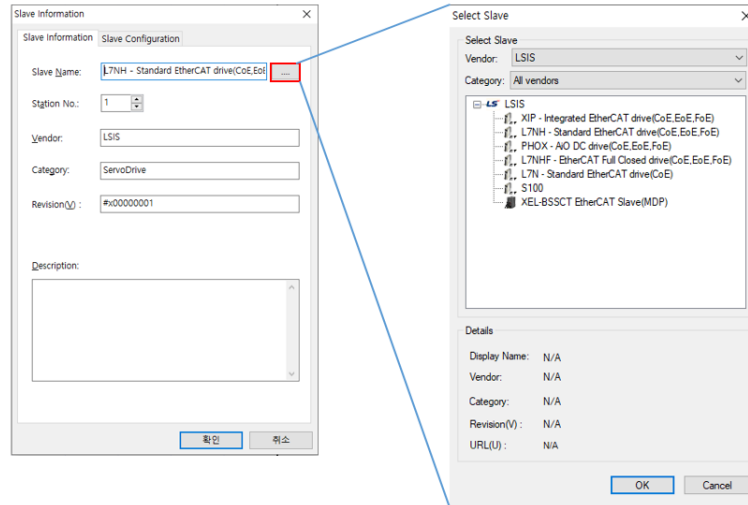 Slave Information
Slave Information
Slave Configuration
Slave Name:
L7NH - Standard EtherCAT drive(CoE,EoE
....
Station No.:
1
Vendor:
LSIS
Category:
ServoDrive
Revision(V) :
#x00000001
Description:
확인
취소
Select Slave
Select Slave
Vendor:
LSIS
Category:
All vendors
LS LSIS
XIP - Integrated EtherCAT drive(CoE,EoE,FoE)
L7NH - Standard EtherCAT drive(CoE,EoE,FoE)
PHOX - AiO DC drive(CoE,EoE,FoE)
L7NHF - EtherCAT Full Closed drive(CoE,EoE,FoE)
L7N - Standard EtherCAT drive(CoE)
S100
XEL-BSSCT EtherCAT Slave(MDP)
Details
Display Name: N/A
Vendor: N/A
Category: N/A
Revision(V) : N/A
URL(U) : N/A
OK
Cancel